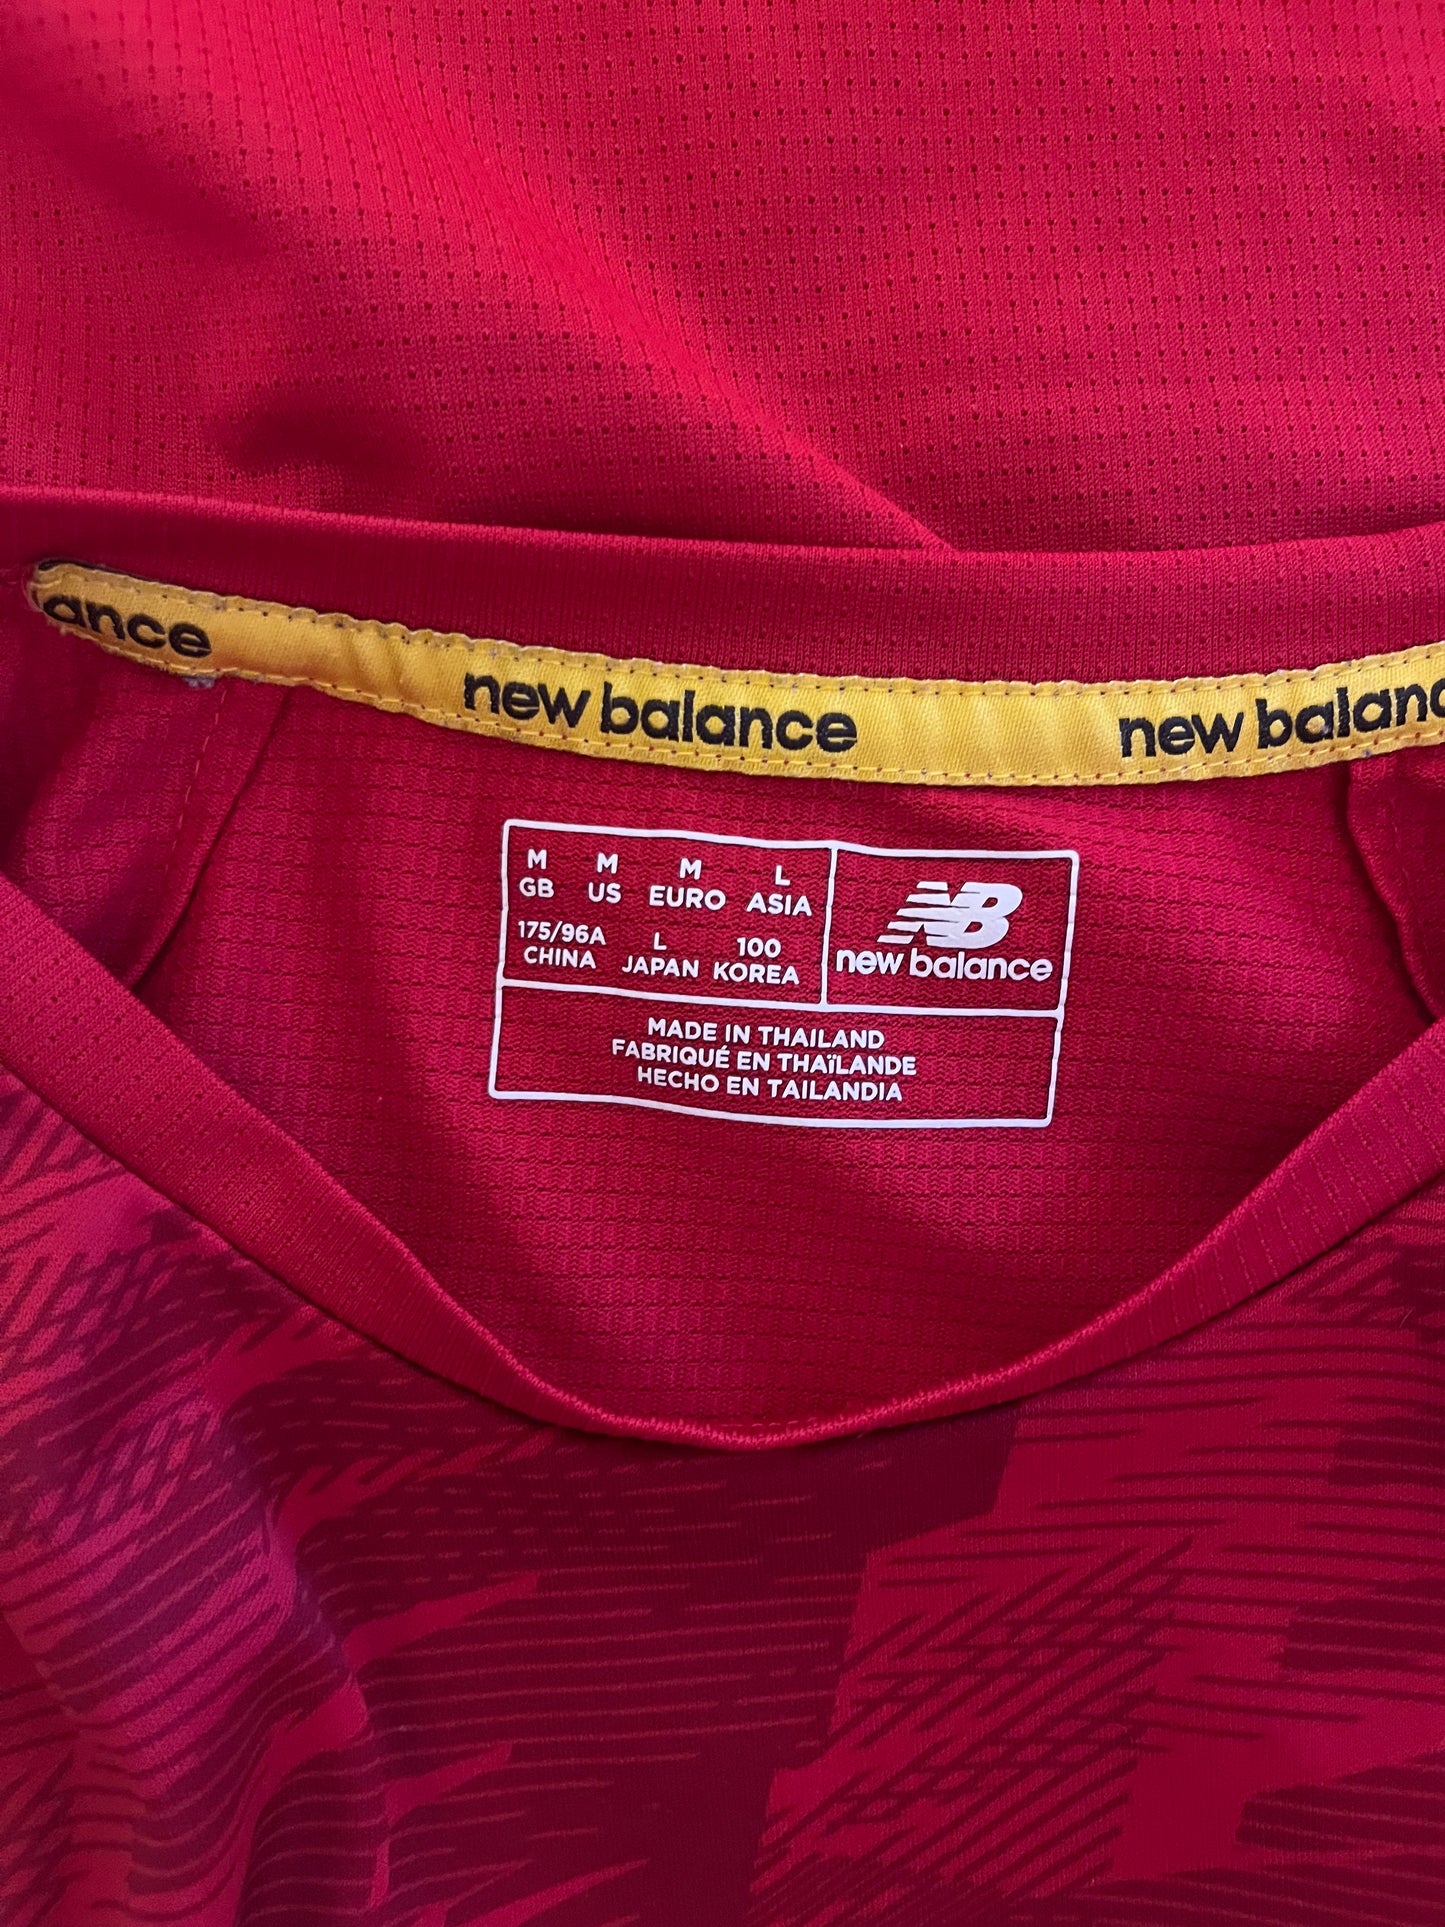 ance new balance new balanc
M M M L
GB US EURO ASIA
175/96A L 100
CHINA JAPAN KOREA
NB
new balance
MADE IN THAILAND
FABRIQUÉ EN THAÏLANDE
HECHO EN TAILANDIA